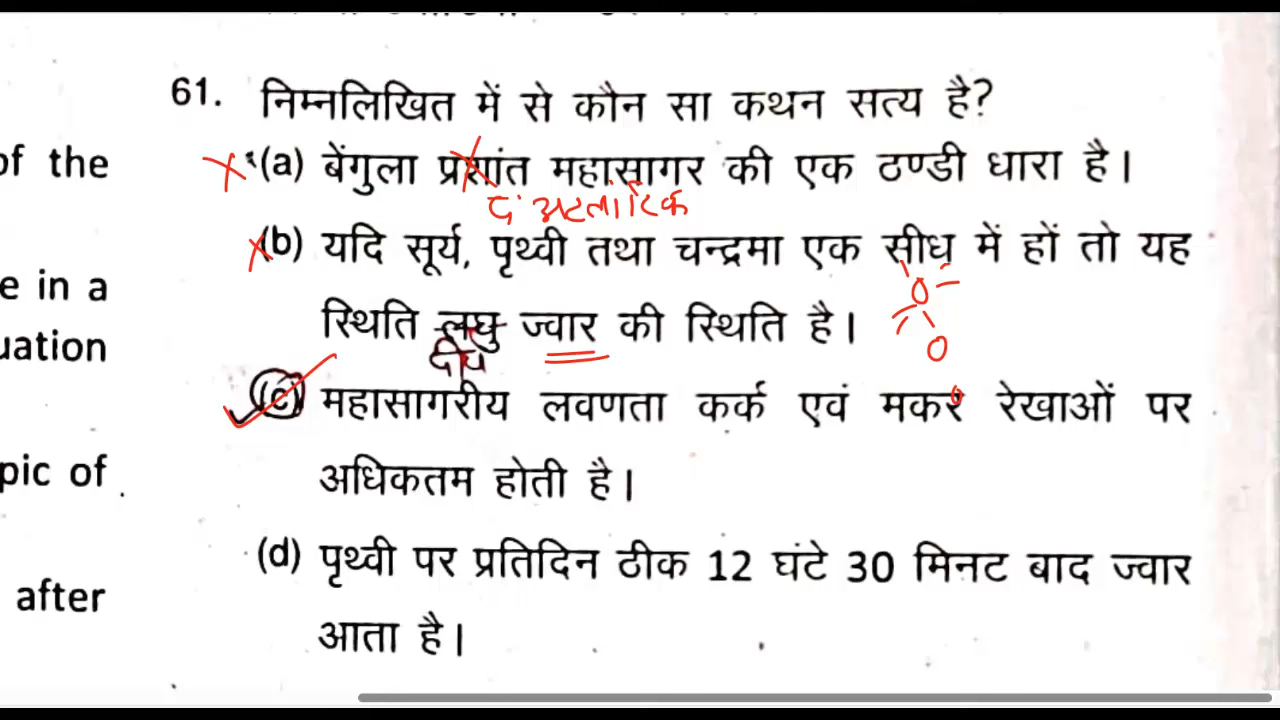 of the
e in a
uation
pic of
after
61. निम्नलिखित में से कौन सा कथन सत्य है?
(a) बेंगुला प्रशांत महासागर की एक ठण्डी धारा है।
द॰ अटलांटिक
(b) यदि सूर्य, पृथ्वी तथा चन्द्रमा एक सीध में हों तो यह
स्थिति लघु ज्वार की स्थिति है।
दीर्घ
(c) महासागरीय लवणता कर्क एवं मकर रेखाओं पर
अधिकतम होती है।
(d) पृथ्वी पर प्रतिदिन ठीक 12 घंटे 30 मिनट बाद ज्वार
आता है।